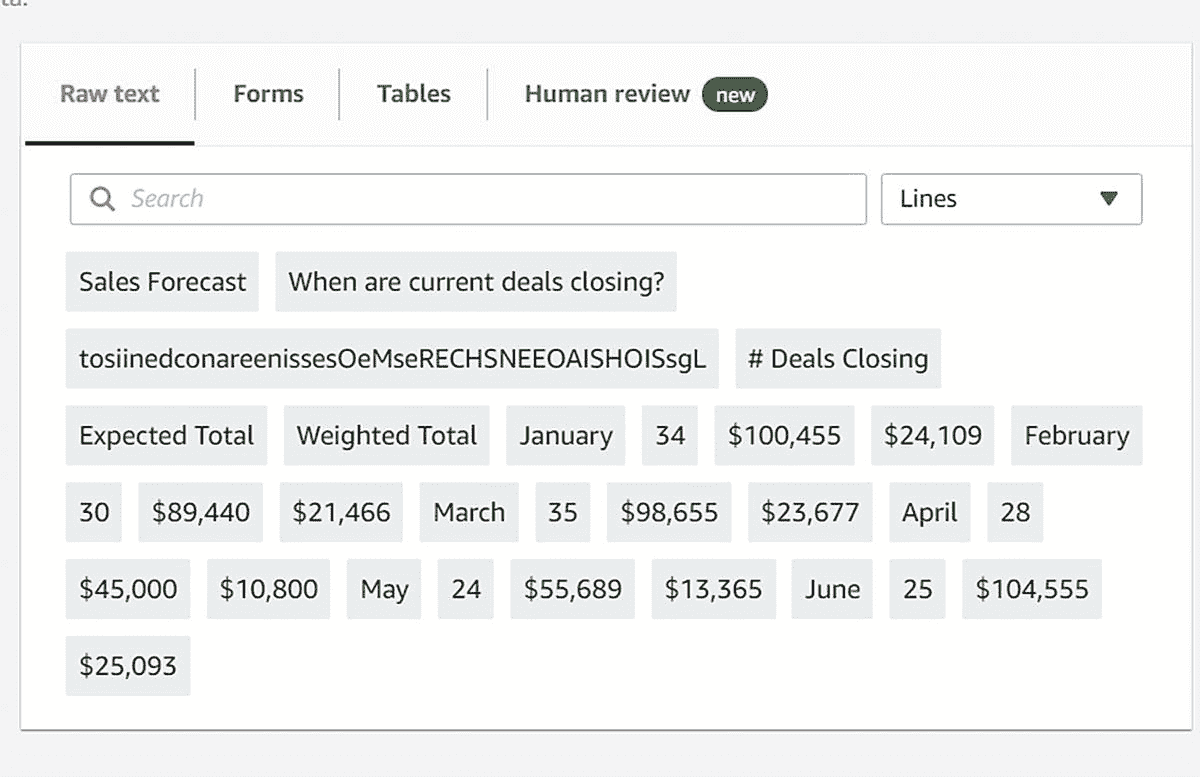 Raw text Forms Tables Human review new
Search Lines
Sales Forecast When are current deals closing?
tosiinedconareenissesOeMseRECHSNEEOAISHOISsgL # Deals Closing
Expected Total Weighted Total January 34 $100,455 $24,109 February
30 $89,440 $21,466 March 35 $98,655 $23,677 April 28
$45,000 $10,800 May 24 $55,689 $13,365 June 25 $104,555
$25,093